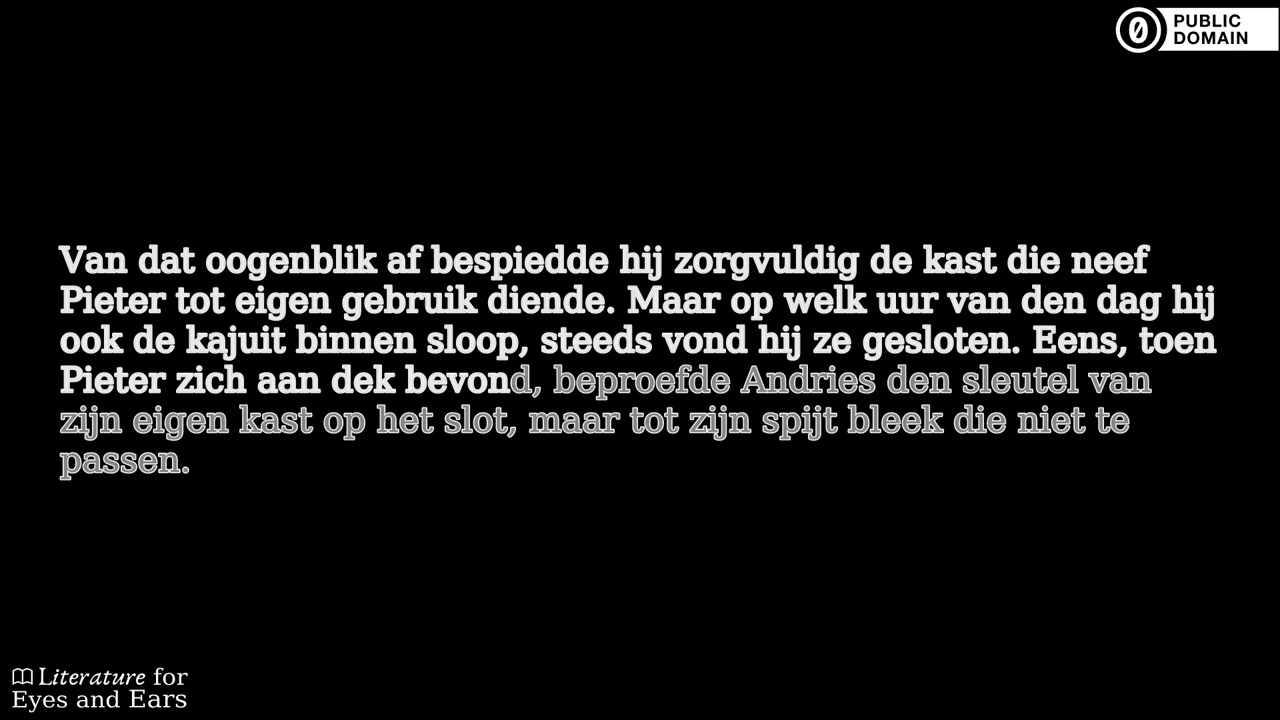 PUBLIC
DOMAIN
Van dat oogenblik af bespiedde hij zorgvuldig de kast die neef
Pieter tot eigen gebruik diende. Maar op welk uur van den dag hij
ook de kajuit binnen sloop, steeds vond hij ze gesloten. Eens, toen
Pieter zich aan dek bevond, beproefde Andries den sleutel van
zijn eigen kast op het slot, maar tot zijn spijt bleek die niet te
passen.
Literature for
Eyes and Ears